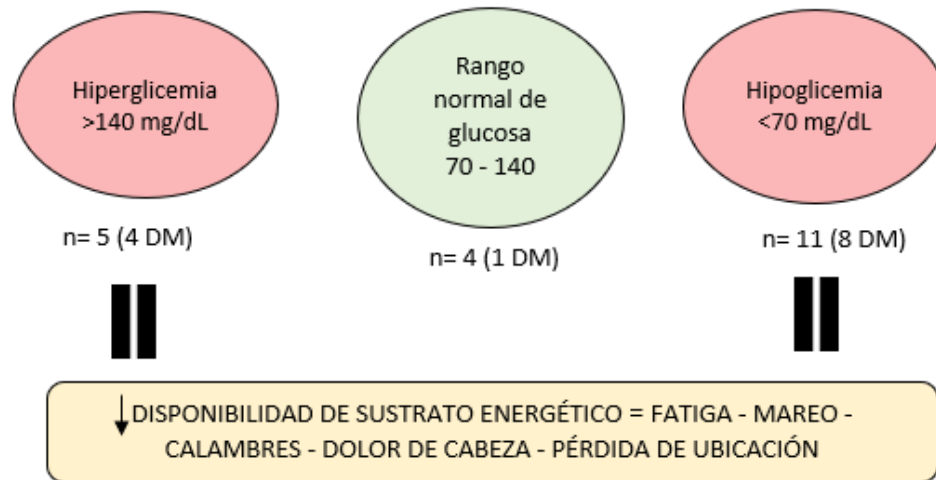 Hiperglicemia
>140 mg/dL
n= 5 (4 DM)
Rango
normal de
glucosa
70 - 140
n= 4 (1 DM)
Hipoglicemia
<70 mg/dL
n= 11 (8 DM)
↓DISPONIBILIDAD DE SUSTRATO ENERGÉTICO = FATIGA - MAREO -
CALAMBRES - DOLOR DE CABEZA - PÉRDIDA DE UBICACIÓN